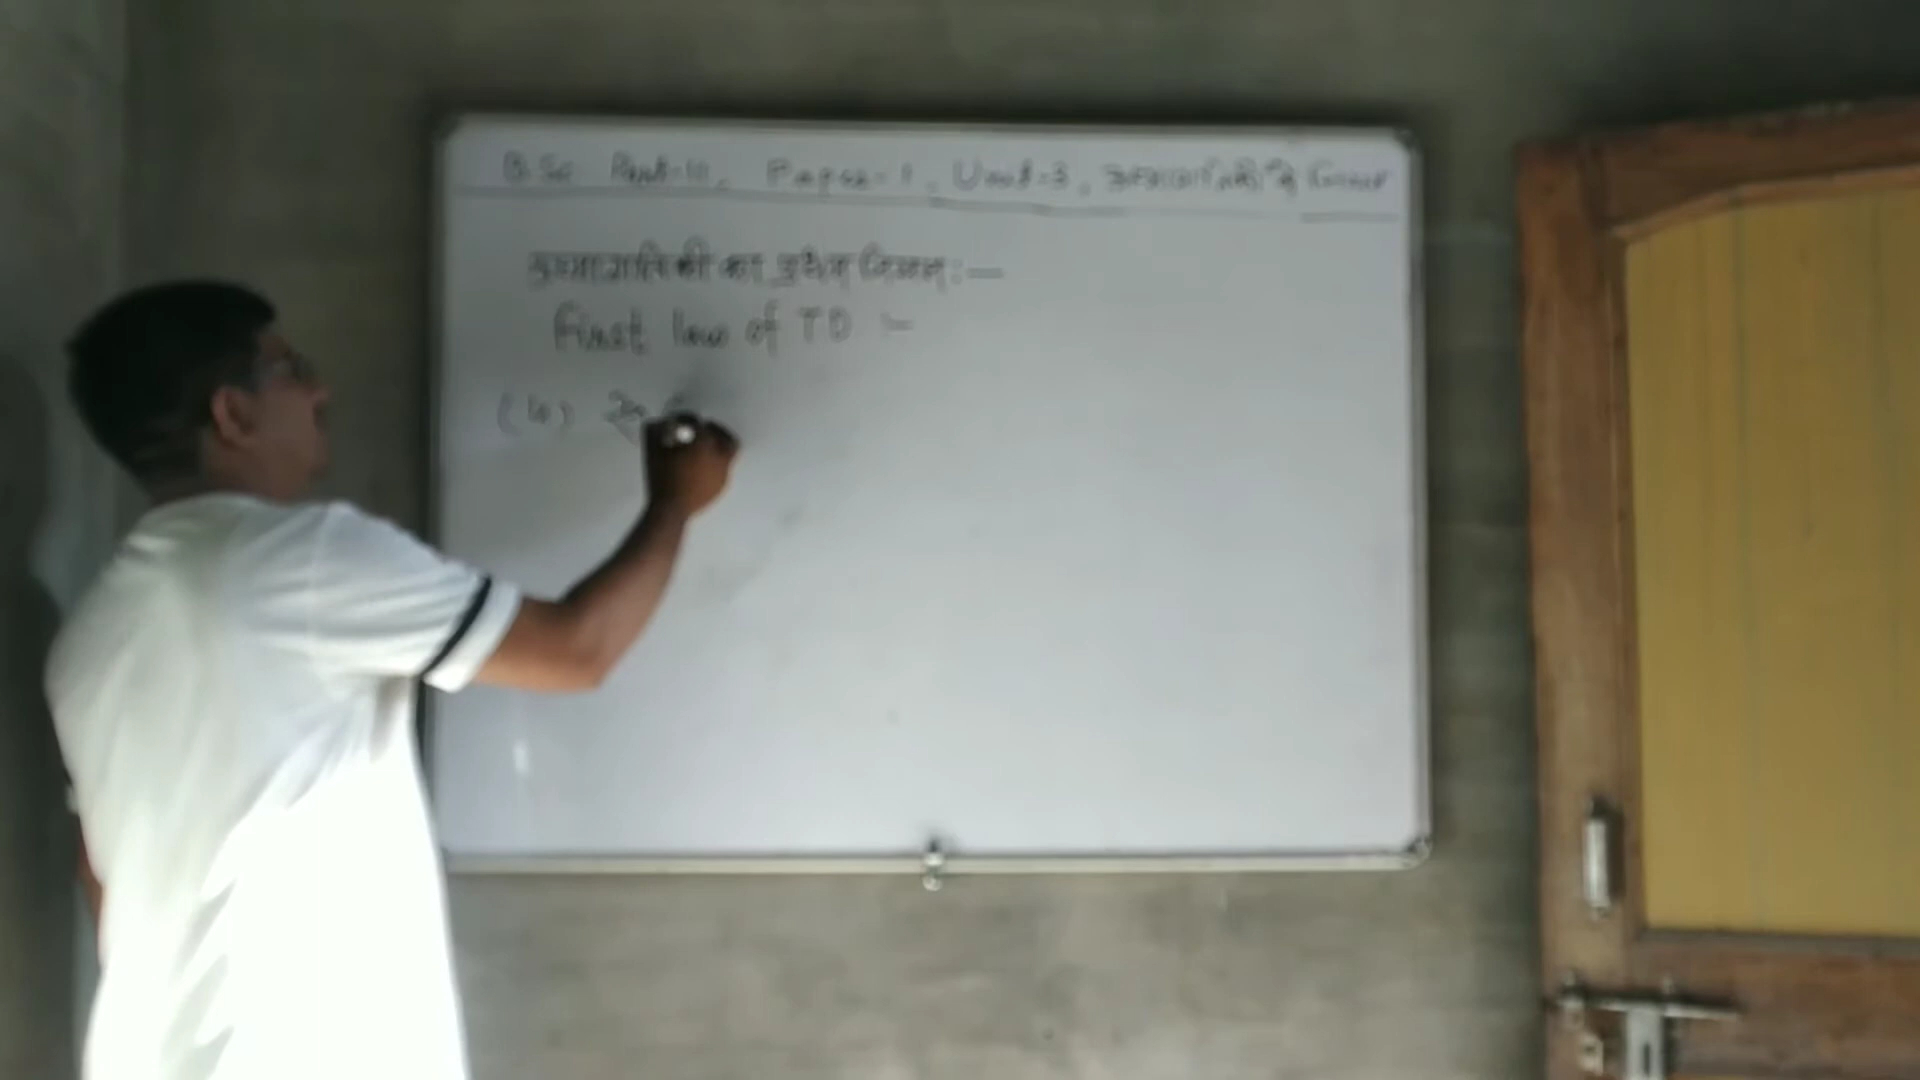 B.Sc Part-II, Paper-1, Unit-3, ऊष्मागतिकी के नियम
ऊष्मागतिकी का प्रथम नियम :—
First law of TD :-